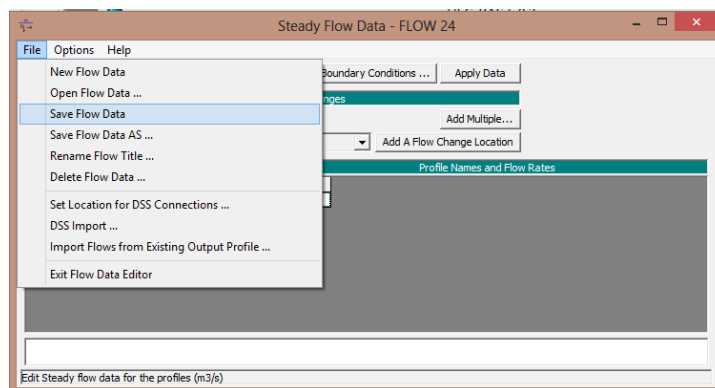 Steady Flow Data - FLOW 24
File Options Help
New Flow Data
Open Flow Data ...
Save Flow Data
Save Flow Data AS ...
Rename Flow Title ...
Delete Flow Data ...
Set Location for DSS Connections ...
DSS Import ...
Import Flows from Existing Output Profile ...
Exit Flow Data Editor
Boundary Conditions ... Apply Data
Add Multiple...
Add A Flow Change Location
Profile Names and Flow Rates
Edit Steady flow data for the profiles (m3/s)